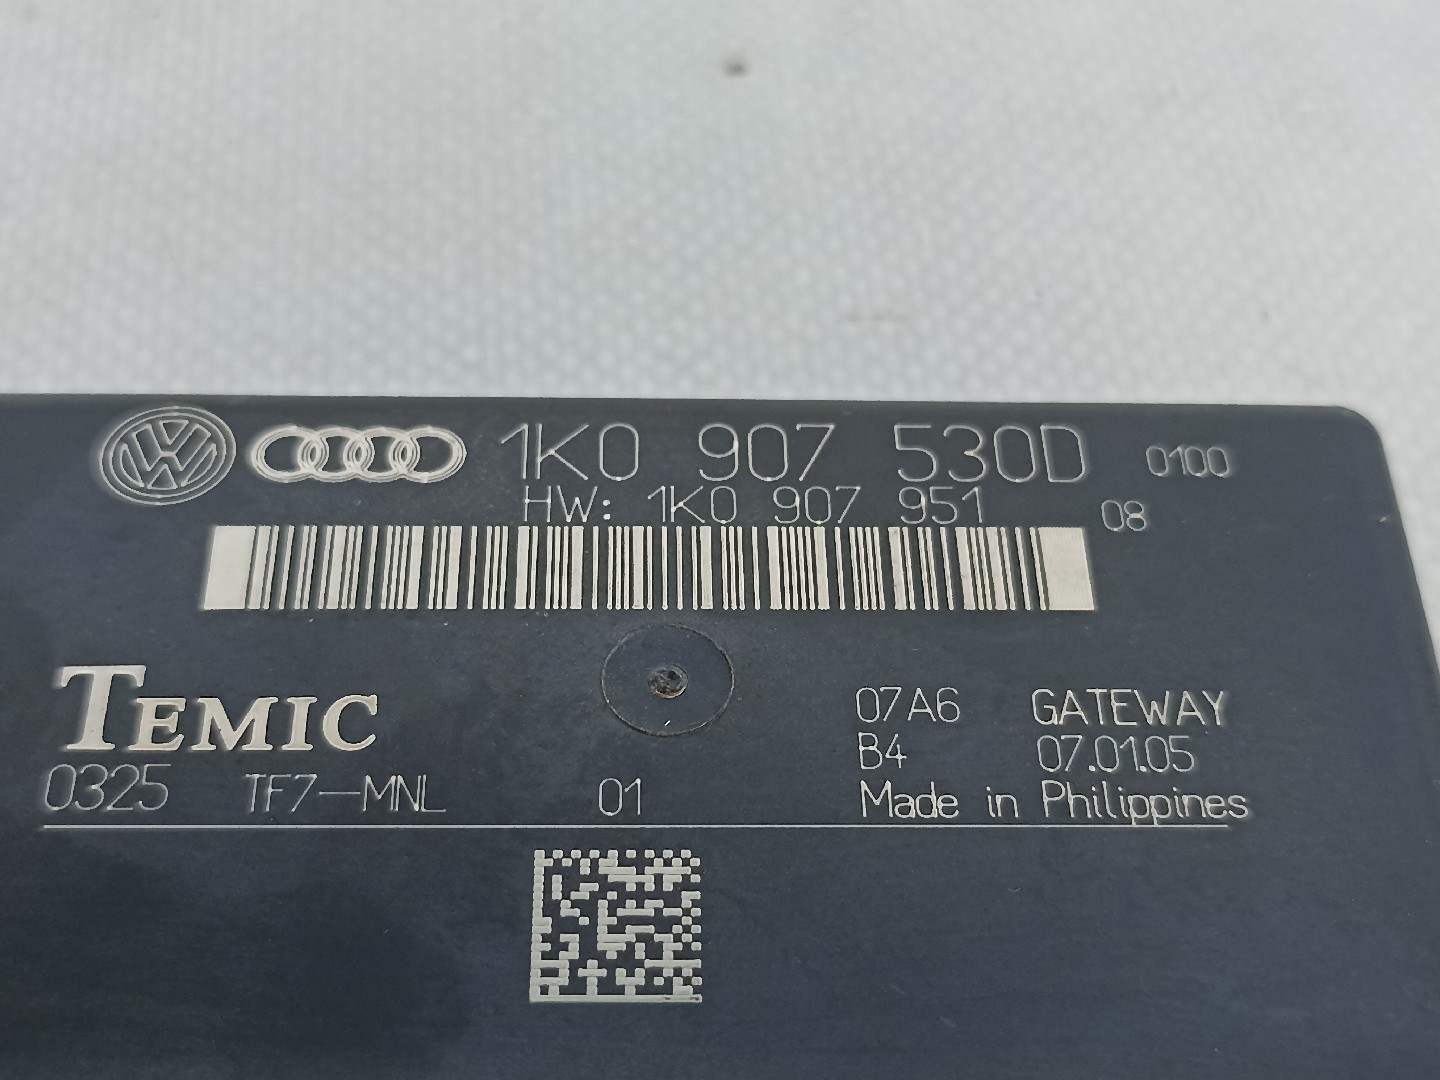 1K0 907 530D 0100
HW: 1K0 907 951 08
TEMIC
07A6 GATEWAY
B4 07.01.05
0325 TF7-MNL 01
Made in Philippines